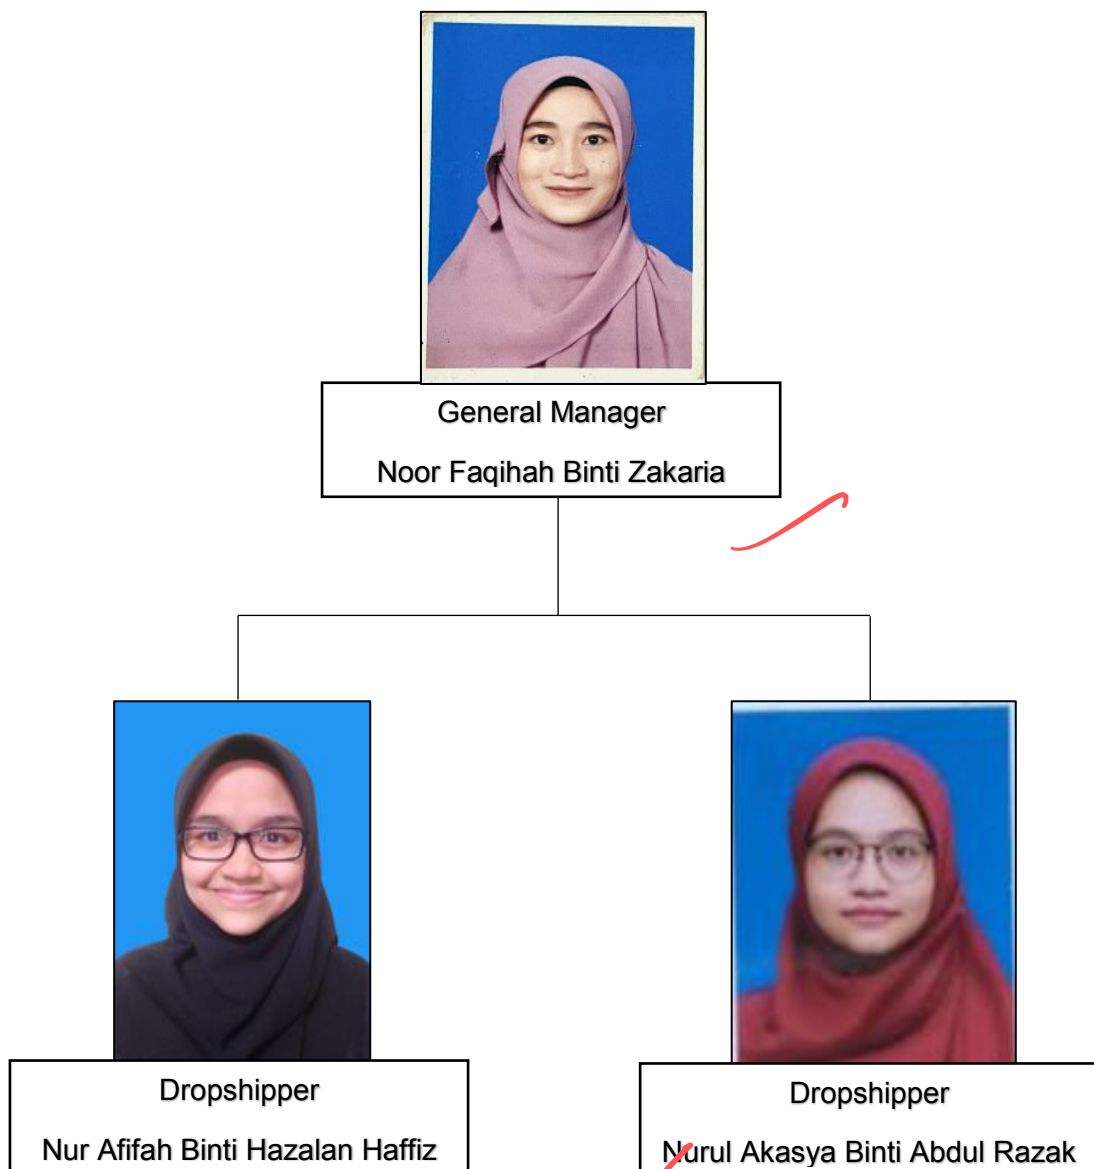 General Manager
Noor Faqihah Binti Zakaria
Dropshipper
Nur Afifah Binti Hazalan Haffiz
Dropshipper
Nurul Akasya Binti Abdul Razak